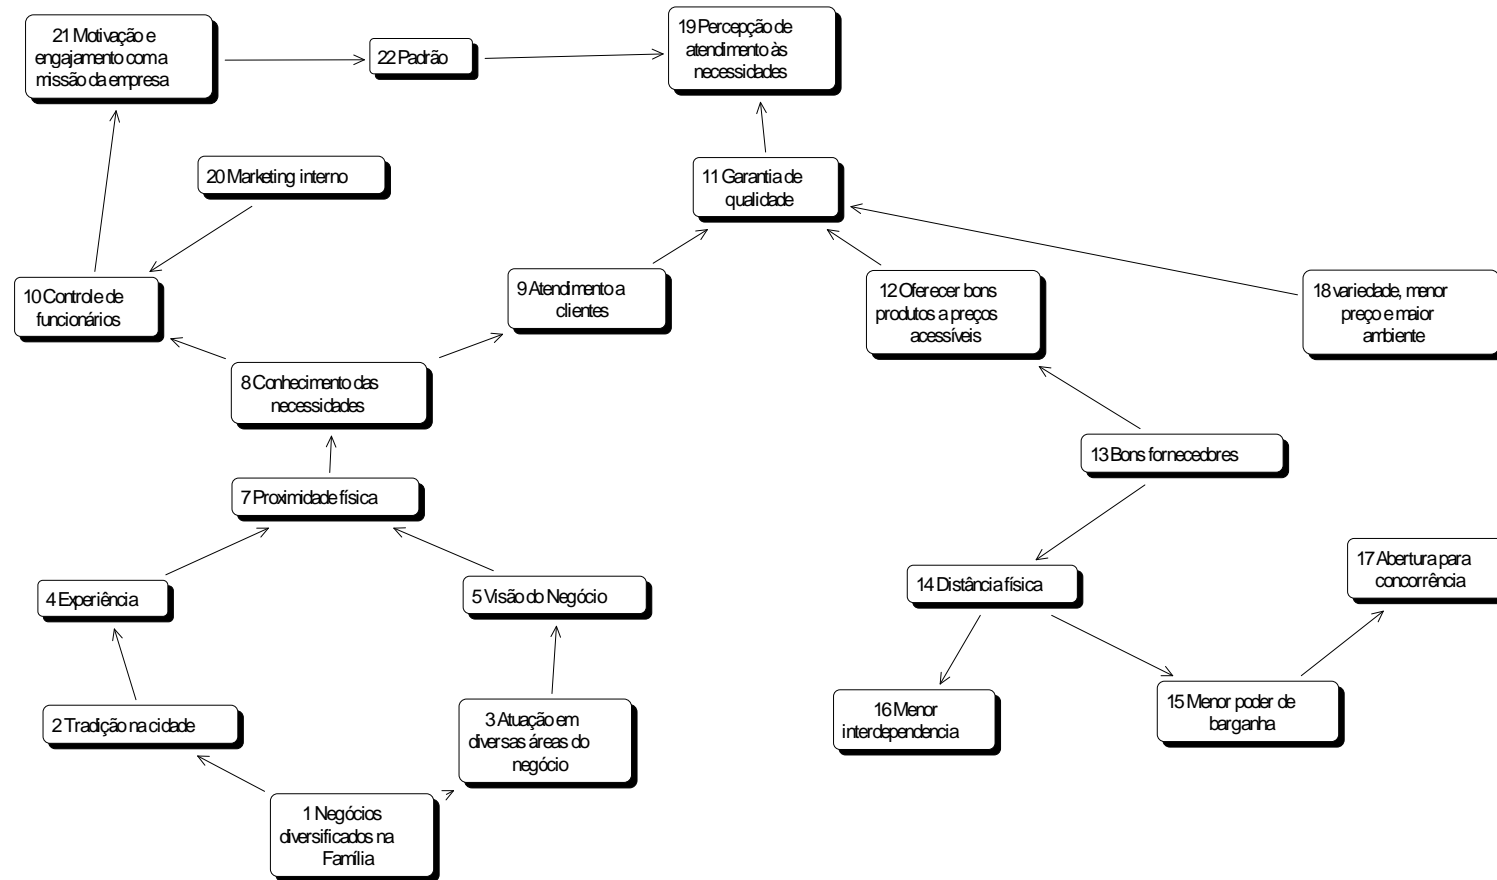 21 Motivação e
engajamento com a
missão da empresa
22 Padrão
19 Percepção de
atendimento às
necessidades
20 Marketing interno
11 Garantia de
qualidade
10 Controle de
funcionários
9 Atendimento a
clientes
12 Oferecer bons
produtos a preços
acessíveis
18 variedade, menor
preço e maior
ambiente
8 Conhecimento das
necessidades
13 Bons fornecedores
7 Proximidade física
4 Experiência
5 Visão do Negócio
14 Distância física
17 Abertura para
concorrência
2 Tradição na cidade
3 Atuação em
diversas áreas do
negócio
16 Menor
interdependencia
15 Menor poder de
barganha
1 Negócios
diversificados na
Família